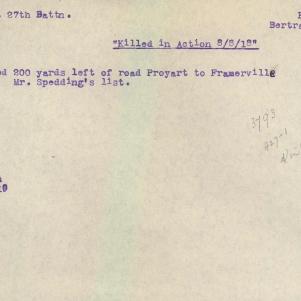 27th Battn.
Bertra
"Killed in Action 8/8/18"
d 200 yards left of road Proyart to Framerville
Mr. Spedding's list.
3793